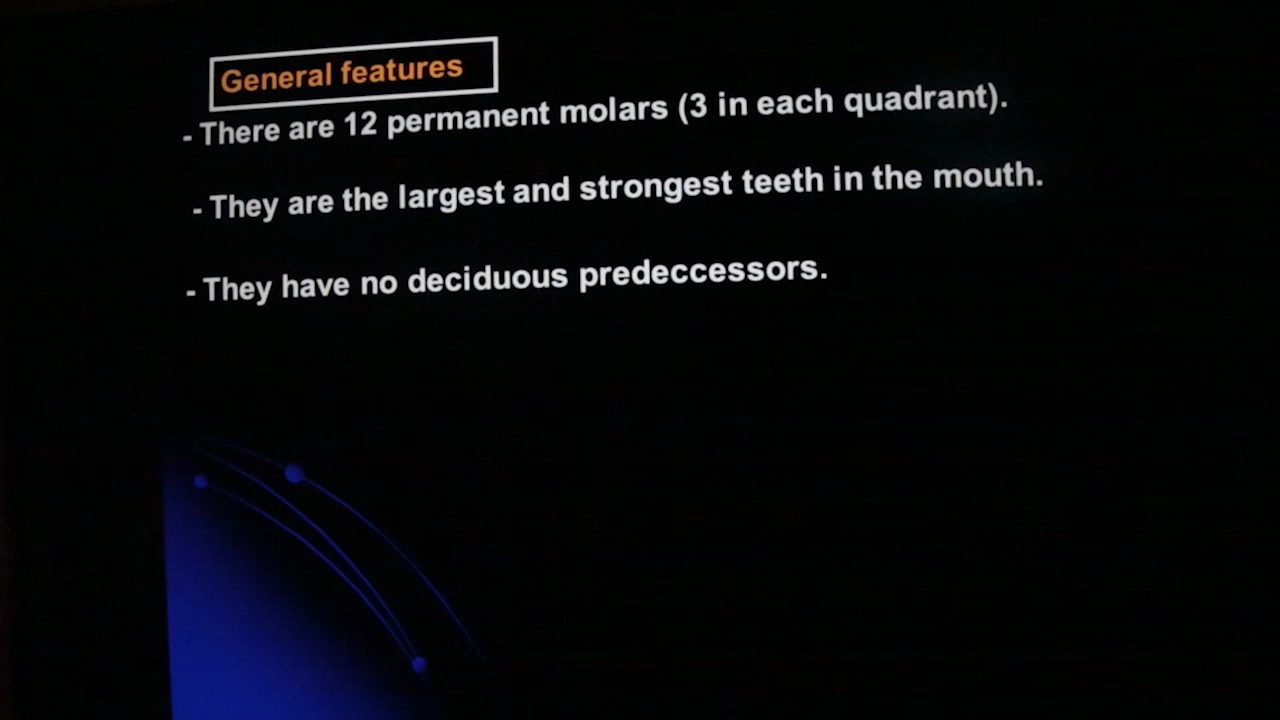 General features
- There are 12 permanent molars (3 in each quadrant).
- They are the largest and strongest teeth in the mouth.
- They have no deciduous predeccessors.